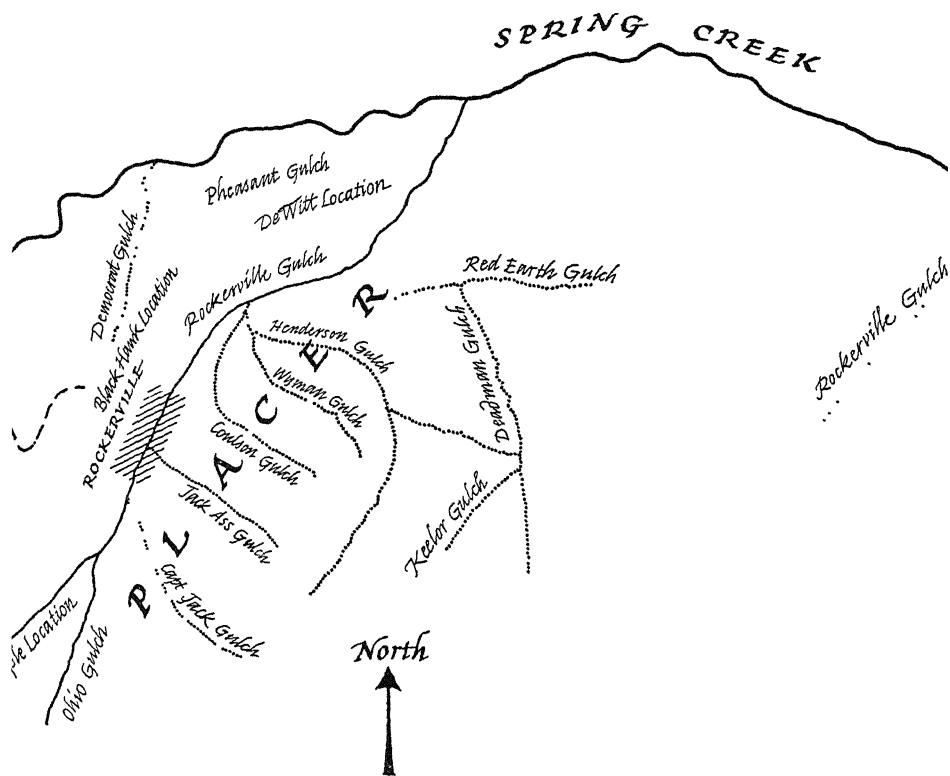 SPRING CREEK
Pheasant Gulch
DeWitt Location
Democrat Gulch
Rockerville Gulch
Red Earth Gulch
Black Hawk Location
ROCKERVILLE
Henderson Gulch
Wyman Gulch
Deadman Gulch
Rockerville Gulch
Coulson Gulch
PLACER
Jack Ass Gulch
Keelor Gulch
Capt Jack Gulch
Location
Ohio Gulch
North